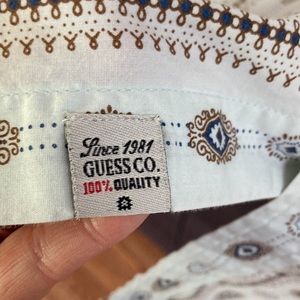 Since 1981
GUESS CO.
100% QUALITY